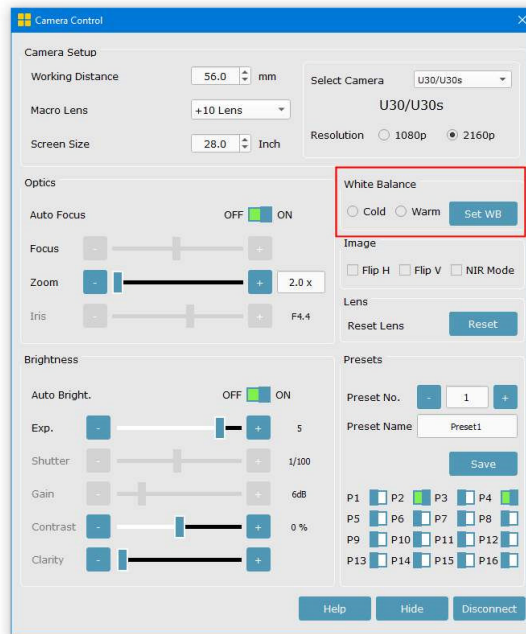 Camera Control
Camera Setup
Working Distance 56.0 mm
Macro Lens +10 Lens
Screen Size 28.0 Inch
Select Camera U30/U30s
U30/U30s
Resolution 1080p 2160p
Optics
Auto Focus OFF ON
Focus - +
Zoom - + 2.0 x
Iris - + F4.4
White Balance
Cold Warm Set WB
Image
Flip H Flip V NIR Mode
Lens
Reset Lens Reset
Brightness
Auto Bright. OFF ON
Exp. - + 5
Shutter - + 1/100
Gain - + 6dB
Contrast - + 0 %
Clarity - +
Presets
Preset No. - 1 +
Preset Name Preset1
Save
P1 P2 P3 P4
P5 P6 P7 P8
P9 P10 P11 P12
P13 P14 P15 P16
Help Hide Disconnect